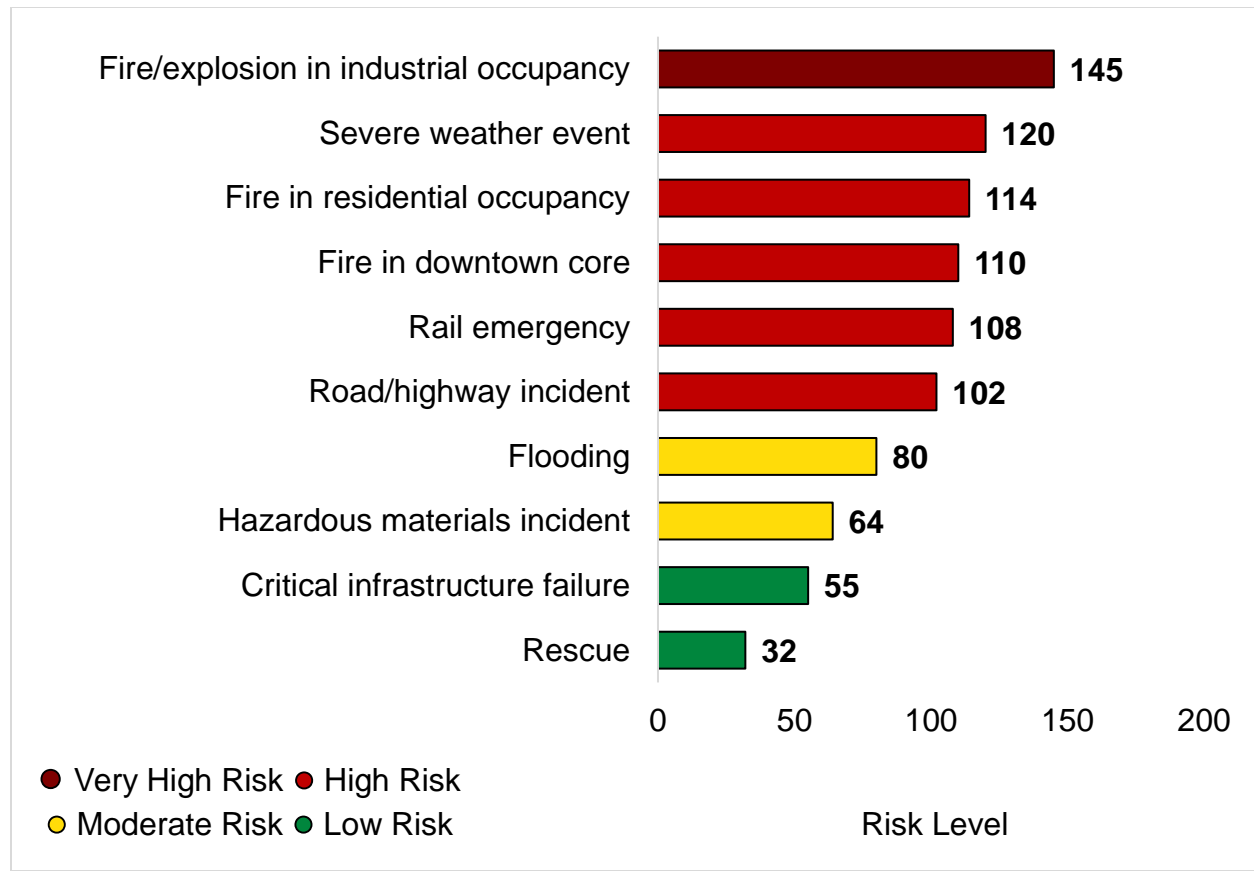 Fire/explosion in industrial occupancy 145
Severe weather event 120
Fire in residential occupancy 114
Fire in downtown core 110
Rail emergency 108
Road/highway incident 102
Flooding 80
Hazardous materials incident 64
Critical infrastructure failure 55
Rescue 32
0 50 100 150 200
Very High Risk High Risk
Moderate Risk Low Risk
Risk Level